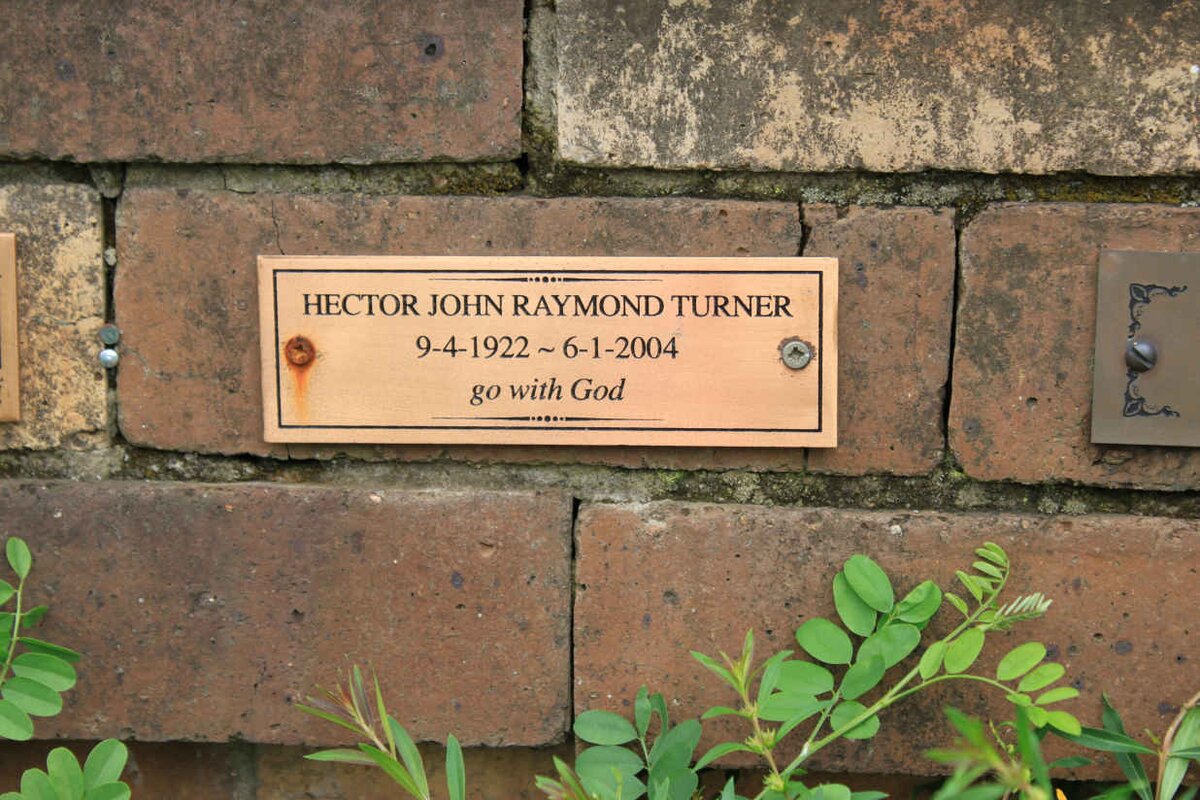 HECTOR JOHN RAYMOND TURNER
9-4-1922 ~ 6-1-2004
go with God